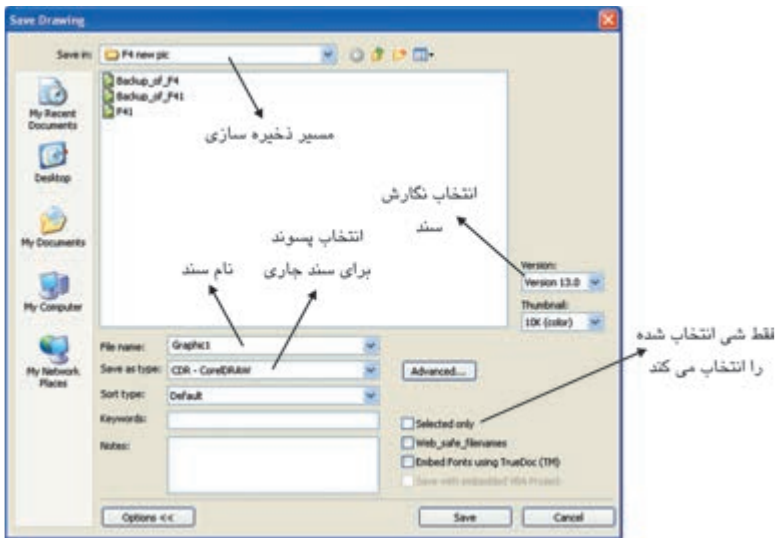 Save Drawing
Save in:
F4 new pic
Backup_of_F4
Backup_of_F41
F41
My Recent Documents
Desktop
My Documents
My Computer
My Network Places
مسیر ذخیره سازی
انتخاب نگارش
سند
انتخاب پسوند
برای سند جاری
نام سند
Version:
Version 13.0
Thumbnail:
10K (color)
فقط شی انتخاب شده
را انتخاب می کند
File name:
Graphic1
Save as type:
CDR - CorelDRAW
Advanced...
Sort type:
Default
Keywords:
Notes:
Selected only
Web_safe_filenames
Embed Fonts using TrueDoc (TM)
Save with embedded VBA Project
Options <<
Save
Cancel